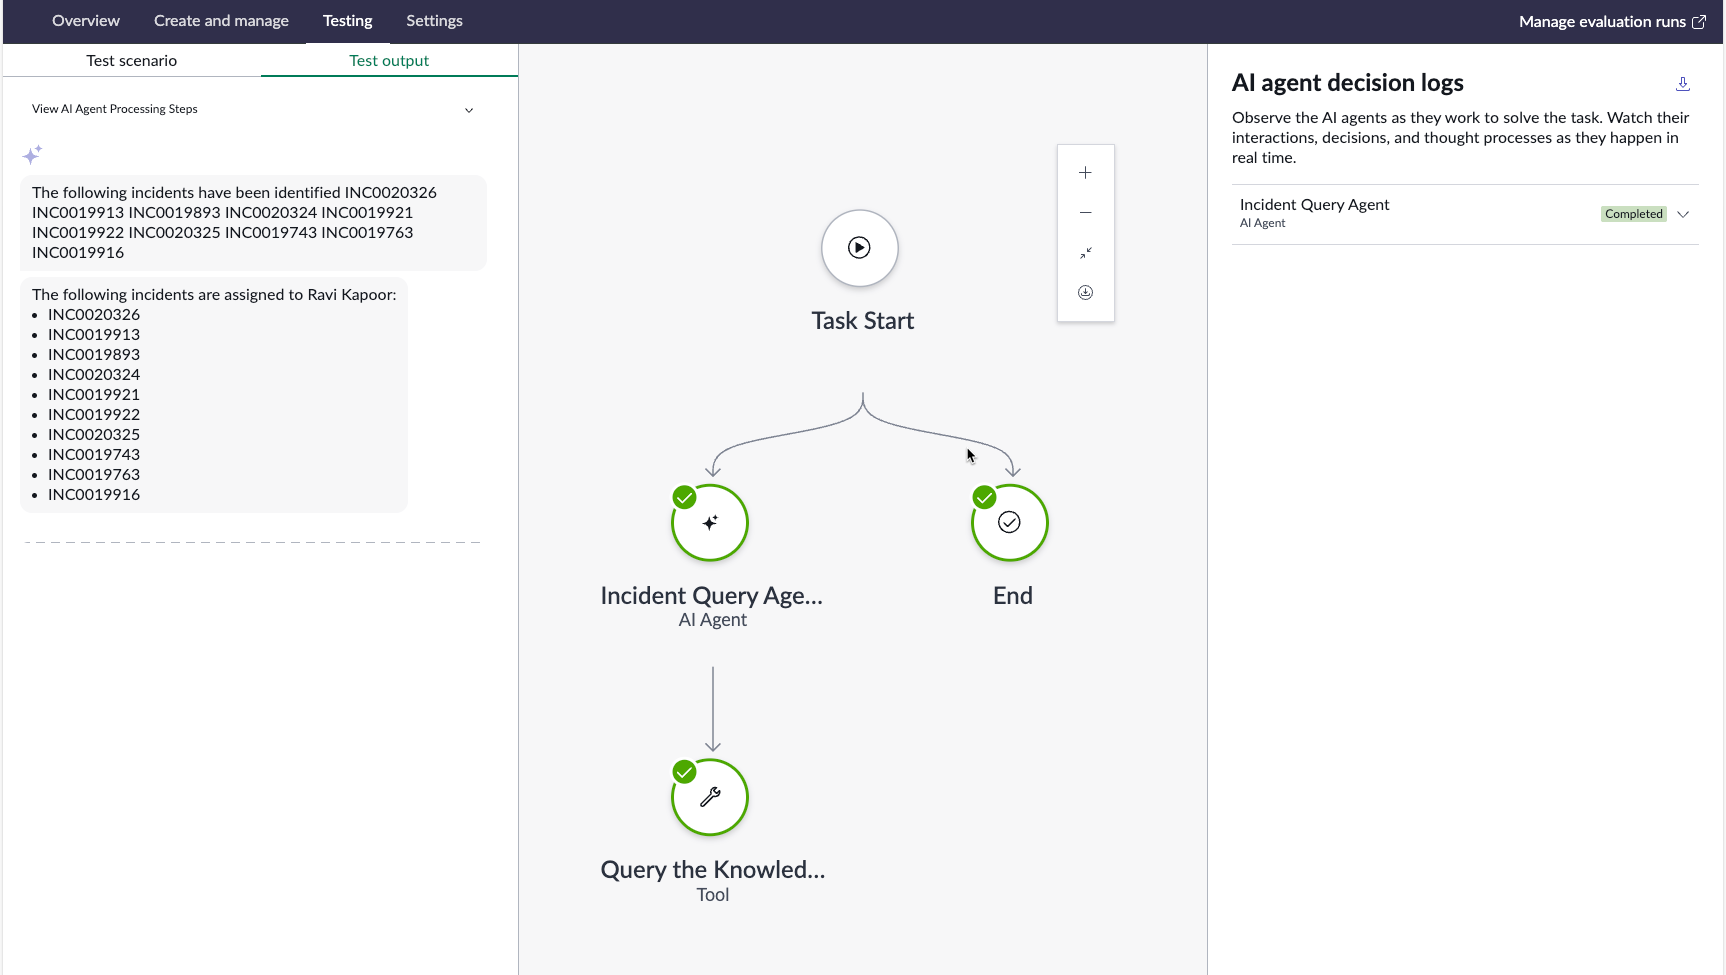 Overview Create and manage Testing Settings Manage evaluation runs
Test scenario Test output
View AI Agent Processing Steps
The following incidents have been identified INC0020326
INC0019913 INC0019893 INC0020324 INC0019921
INC0019922 INC0020325 INC0019743 INC0019763
INC0019916
The following incidents are assigned to Ravi Kapoor:
• INC0020326
• INC0019913
• INC0019893
• INC0020324
• INC0019921
• INC0019922
• INC0020325
• INC0019743
• INC0019763
• INC0019916
Task Start
Incident Query Age...
AI Agent
End
Query the Knowled...
Tool
AI agent decision logs
Observe the AI agents as they work to solve the task. Watch their
interactions, decisions, and thought processes as they happen in
real time.
Incident Query Agent
AI Agent
Completed